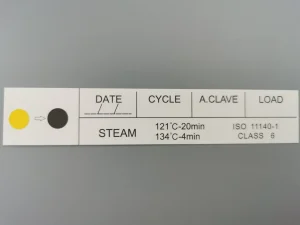 DATE CYCLE A.CLAVE LOAD
/ /
STEAM 121°C-20min ISO 11140-1
134°C-4min CLASS 6